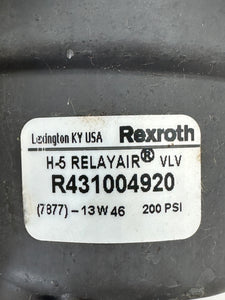 Lexington KY USA Rexroth
H-5 RELAYAIR® VLV
R431004920
(7877)-13W46 200 PSI